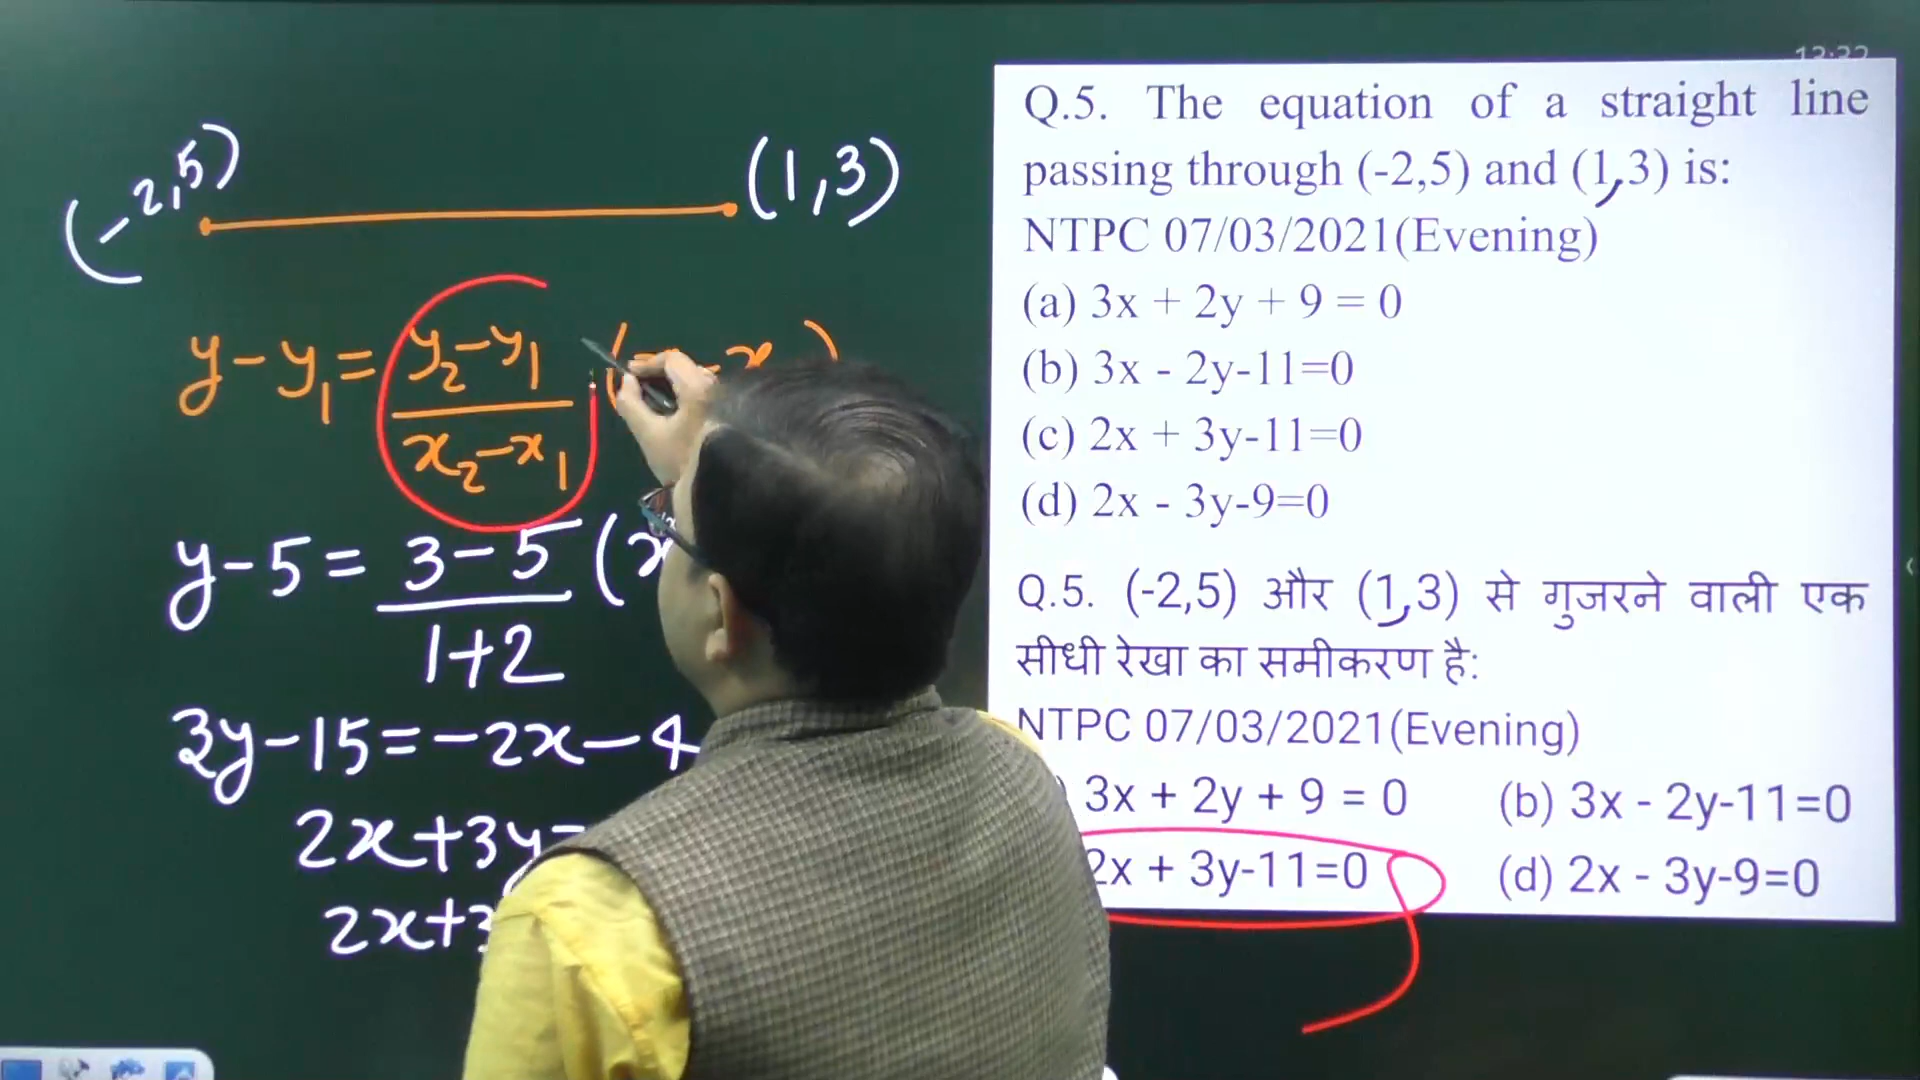 (-2,5)
(1,3)
y-y₁= y₂-y₁
x₂-x₁
y-5= 3-5 (x
1+2
3y-15=-2x-4
2x+3y=
2x+3
12:22
Q.5. The equation of a straight line
passing through (-2,5) and (1,3) is:
NTPC 07/03/2021(Evening)
(a) 3x + 2y + 9 = 0
(b) 3x - 2y-11=0
(c) 2x + 3y-11=0
(d) 2x - 3y-9=0
Q.5. (-2,5) और (1,3) से गुजरने वाली एक
सीधी रेखा का समीकरण है:
NTPC 07/03/2021(Evening)
3x + 2y + 9 = 0 (b) 3x - 2y-11=0
2x + 3y-11=0 (d) 2x - 3y-9=0